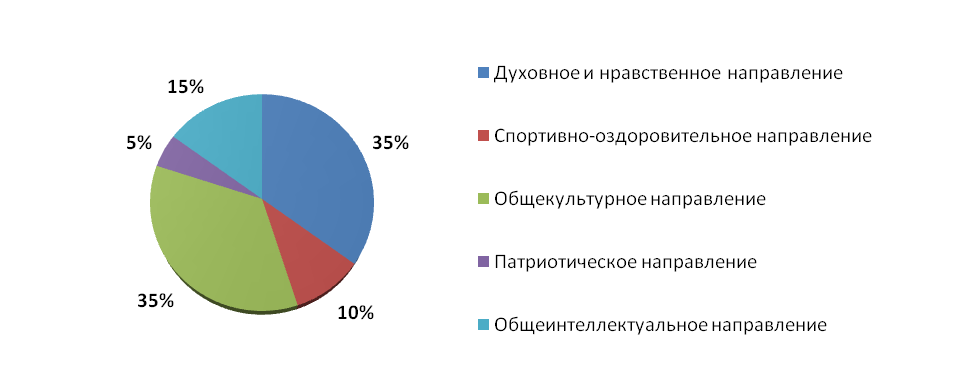 15%
5%
35%
35%
10%
Духовное и нравственное направление
Спортивно-оздоровительное направление
Общекультурное направление
Патриотическое направление
Общеинтеллектуальное направление